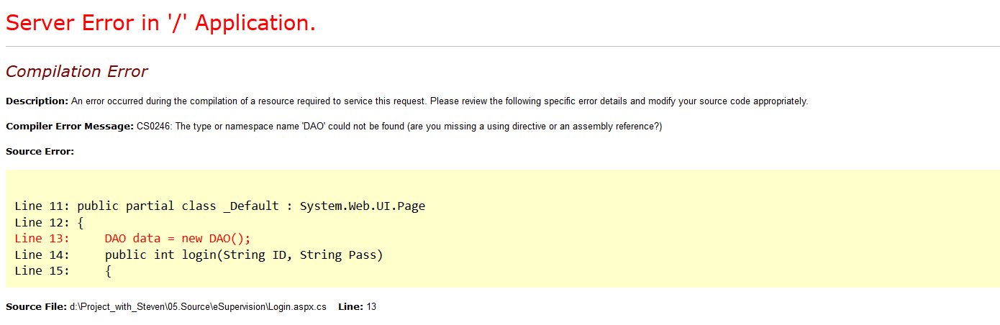 Server Error in '/' Application.
Compilation Error
Description: An error occurred during the compilation of a resource required to service this request. Please review the following specific error details and modify your source code appropriately.
Compiler Error Message: CS0246: The type or namespace name 'DAO' could not be found (are you missing a using directive or an assembly reference?)
Source Error:
Line 11: public partial class _Default : System.Web.UI.Page
Line 12: {
Line 13:     DAO data = new DAO();
Line 14:     public int login(String ID, String Pass)
Line 15:     {
Source File: d:\Project_with_Steven\05.Source\eSupervision\Login.aspx.cs    Line: 13